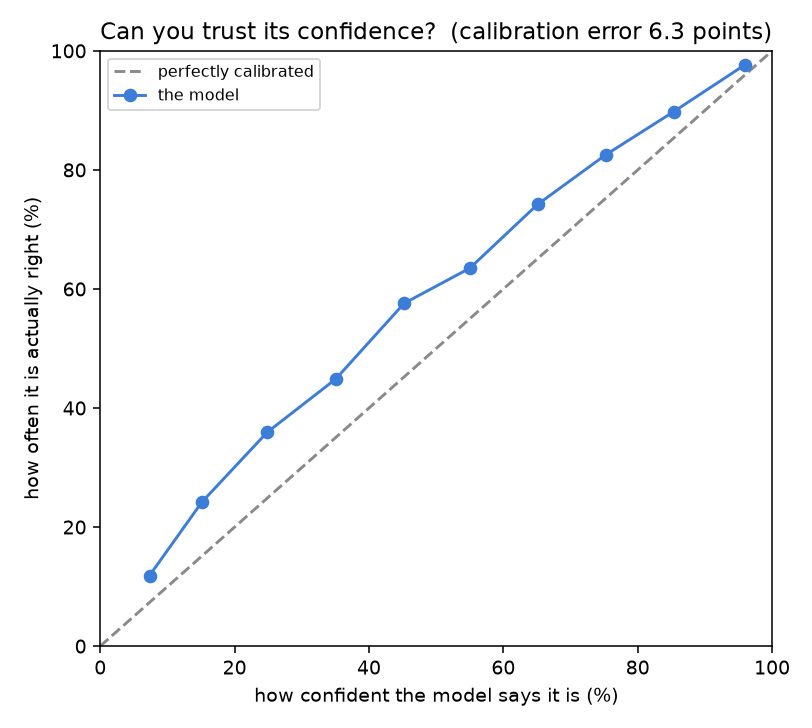 Can you trust its confidence?  (calibration error 6.3 points)
100
80
60
40
20
0
perfectly calibrated
the model
how often it is actually right (%)
0 20 40 60 80 100
how confident the model says it is (%)